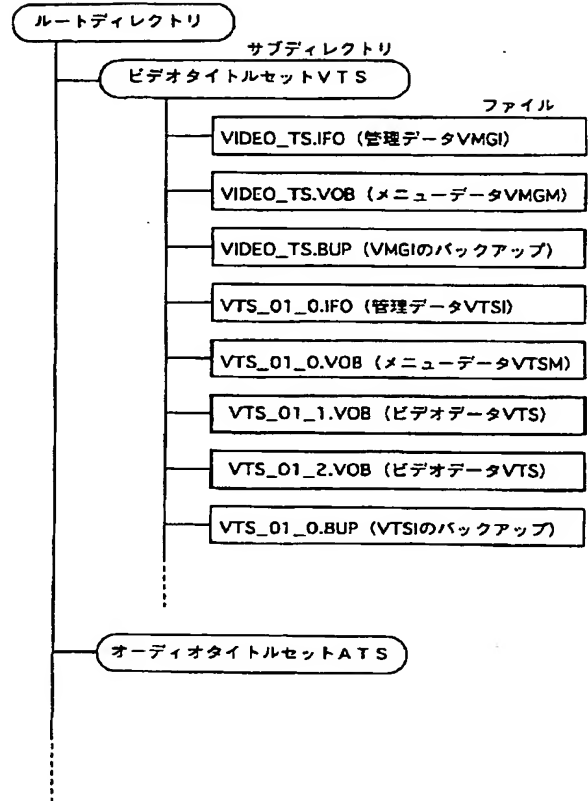 ルートディレクトリ
サブディレクトリ
ビデオタイトルセットVTS
ファイル
VIDEO_TS.IFO (管理データVMGI)
VIDEO_TS.VOB (メニューデータVMGM)
VIDEO_TS.BUP (VMGIのバックアップ)
VTS_01_0.IFO (管理データVTSI)
VTS_01_0.VOB (メニューデータVTSM)
VTS_01_1.VOB (ビデオデータVTS)
VTS_01_2.VOB (ビデオデータVTS)
VTS_01_0.BUP (VTSIのバックアップ)
オーディオタイトルセットATS